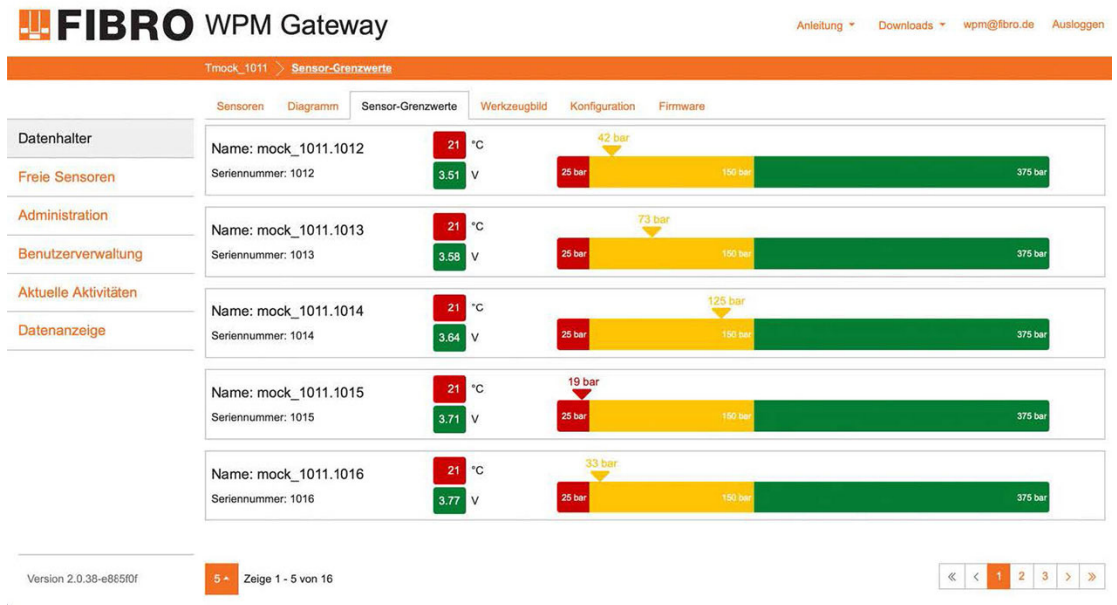 FIBRO WPM Gateway
Anleitung Downloads wpm@fibro.de Ausloggen
Tmock_1011 Sensor-Grenzwerte
Sensoren Diagramm Sensor-Grenzwerte Werkzeugbild Konfiguration Firmware
Datenhalter
Freie Sensoren
Administration
Benutzerverwaltung
Aktuelle Aktivitäten
Datenanzeige
Name: mock_1011.1012
Seriennummer: 1012
21 °C
3.51 V
42 bar
25 bar 150 bar 375 bar
Name: mock_1011.1013
Seriennummer: 1013
21 °C
3.58 V
73 bar
25 bar 150 bar 375 bar
Name: mock_1011.1014
Seriennummer: 1014
21 °C
3.64 V
125 bar
25 bar 150 bar 375 bar
Name: mock_1011.1015
Seriennummer: 1015
21 °C
3.71 V
19 bar
25 bar 150 bar 375 bar
Name: mock_1011.1016
Seriennummer: 1016
21 °C
3.77 V
33 bar
25 bar 150 bar 375 bar
Version 2.0.38-e885f0f
5 Zeige 1 - 5 von 16
« < 1 2 3 > »